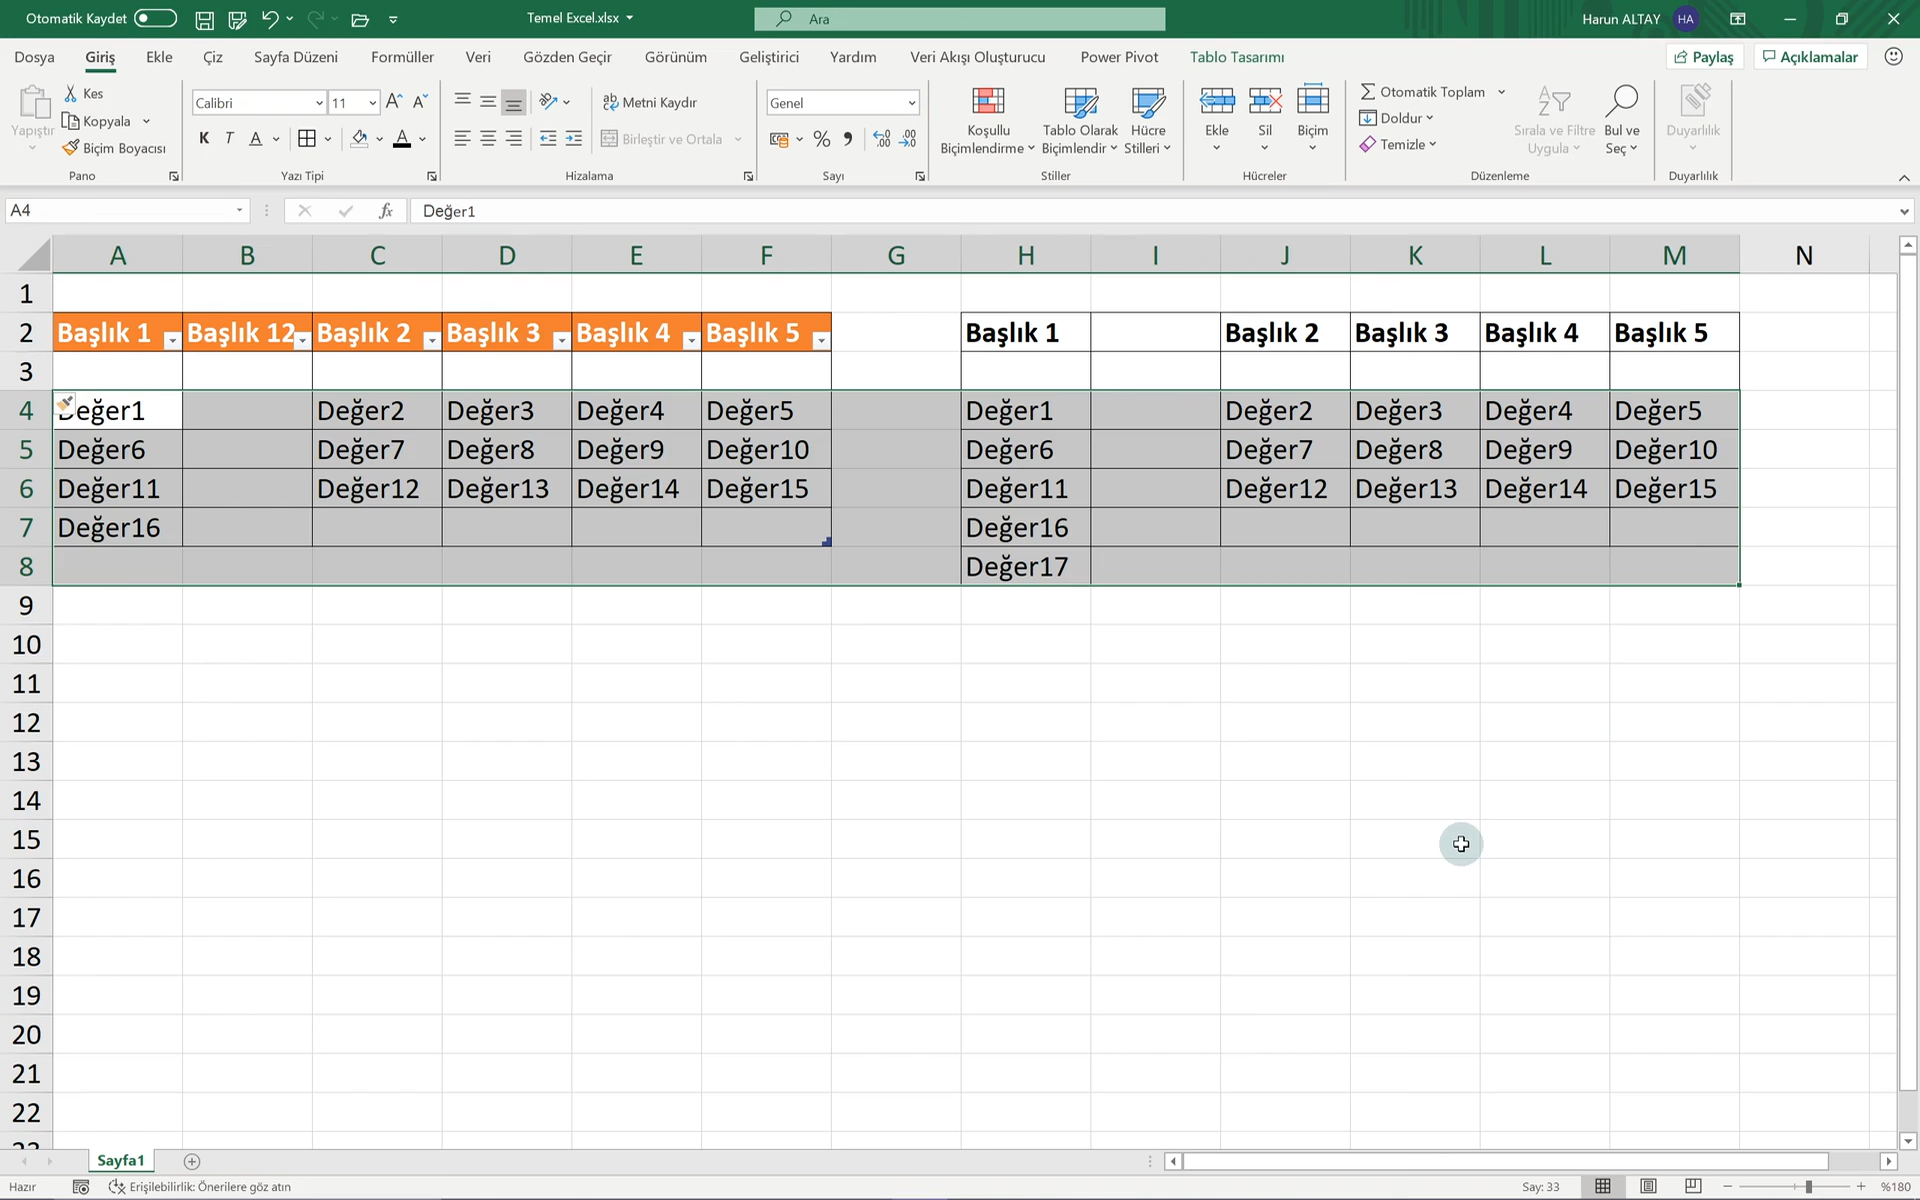 Otomatik Kaydet Temel Excel.xlsx Ara Harun ALTAY HA
Dosya Giriş Ekle Çiz Sayfa Düzeni Formüller Veri Gözden Geçir Görünüm Geliştirici Yardım Veri Akışı Oluşturucu Power Pivot Tablo Tasarımı Paylaş Açıklamalar
Yapıştır
Kes
Kopyala
Biçim Boyacısı
Pano
Calibri 11
K T A A
Yazı Tipi
ab Metni Kaydır
Birleştir ve Ortala
Hizalama
Genel
%
Sayı
Koşullu Biçimlendirme
Tablo Olarak Biçimlendir
Hücre Stilleri
Stiller
Ekle
Sil
Biçim
Hücreler
Otomatik Toplam
Doldur
Temizle
Sırala ve Filtre Uygula
Bul ve Seç
Düzenleme
Duyarlılık
Duyarlılık
A4 fx Değer1
A B C D E F G H I J K L M N
1
2 Başlık 1 Başlık 12 Başlık 2 Başlık 3 Başlık 4 Başlık 5 Başlık 1 Başlık 2 Başlık 3 Başlık 4 Başlık 5
3
4 Değer1 Değer2 Değer3 Değer4 Değer5 Değer1 Değer2 Değer3 Değer4 Değer5
5 Değer6 Değer7 Değer8 Değer9 Değer10 Değer6 Değer7 Değer8 Değer9 Değer10
6 Değer11 Değer12 Değer13 Değer14 Değer15 Değer11 Değer12 Değer13 Değer14 Değer15
7 Değer16 Değer16
8 Değer17
9
10
11
12
13
14
15
16
17
18
19
20
21
22
23
Sayfa1
Hazır Erişilebilirlik: Önerilere göz atın Say: 33 %180